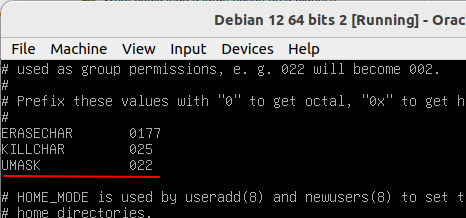 Debian 12 64 bits 2 [Running] - Orac
File Machine View Input Devices Help
# used as group permissions, e. g. 022 will become 002.
#
# Prefix these values with "0" to get octal, "0x" to get h
#
ERASECHAR 0177
KILLCHAR 025
UMASK 022
# HOME_MODE is used by useradd(8) and newusers(8) to set t
# home directories.